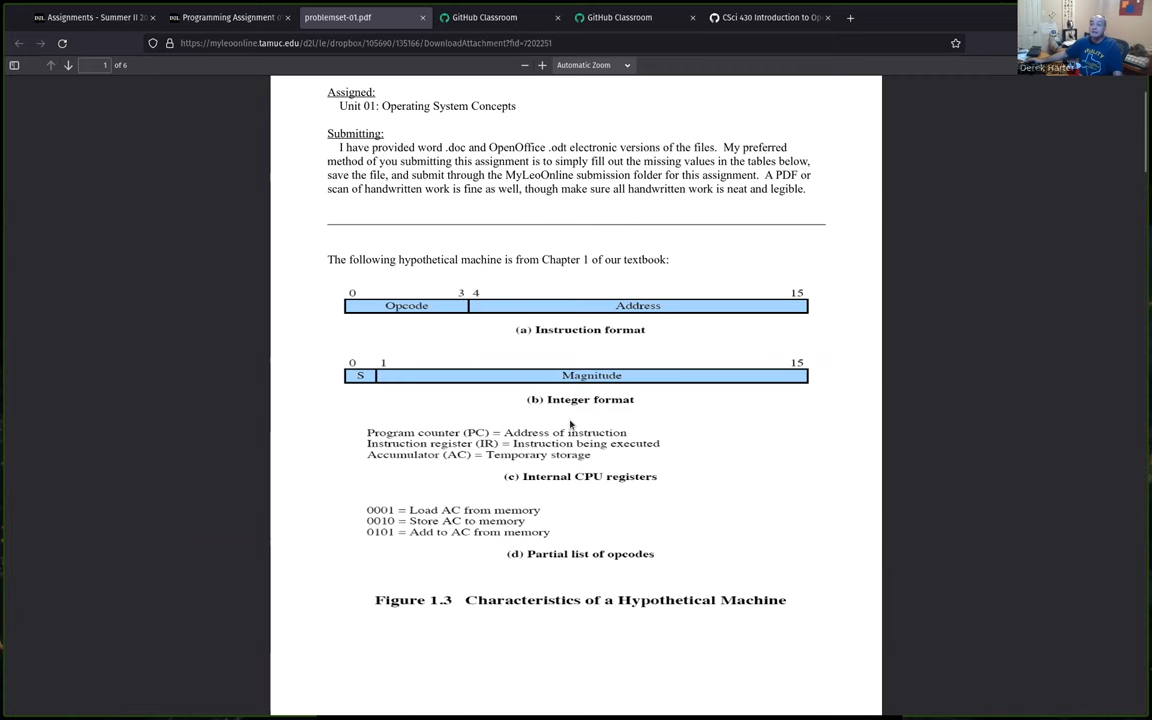 Assignments - Summer II 20
Programming Assignment 0
problemset-01.pdf
GitHub Classroom
GitHub Classroom
CSci 430 Introduction to Op
https://myleoonline.tamuc.edu/d2l/le/dropbox/105690/135166/DownloadAttachment?fid=7202251
1 of 6
Automatic Zoom
Derek Harter
Assigned:
Unit 01: Operating System Concepts
Submitting:
I have provided word .doc and OpenOffice .odt electronic versions of the files. My preferred
method of you submitting this assignment is to simply fill out the missing values in the tables below,
save the file, and submit through the MyLeoOnline submission folder for this assignment. A PDF or
scan of handwritten work is fine as well, though make sure all handwritten work is neat and legible.
The following hypothetical machine is from Chapter 1 of our textbook:
0 3 4 15
Opcode Address
(a) Instruction format
0 1 15
S Magnitude
(b) Integer format
Program counter (PC) = Address of instruction
Instruction register (IR) = Instruction being executed
Accumulator (AC) = Temporary storage
(c) Internal CPU registers
0001 = Load AC from memory
0010 = Store AC to memory
0101 = Add to AC from memory
(d) Partial list of opcodes
Figure 1.3 Characteristics of a Hypothetical Machine